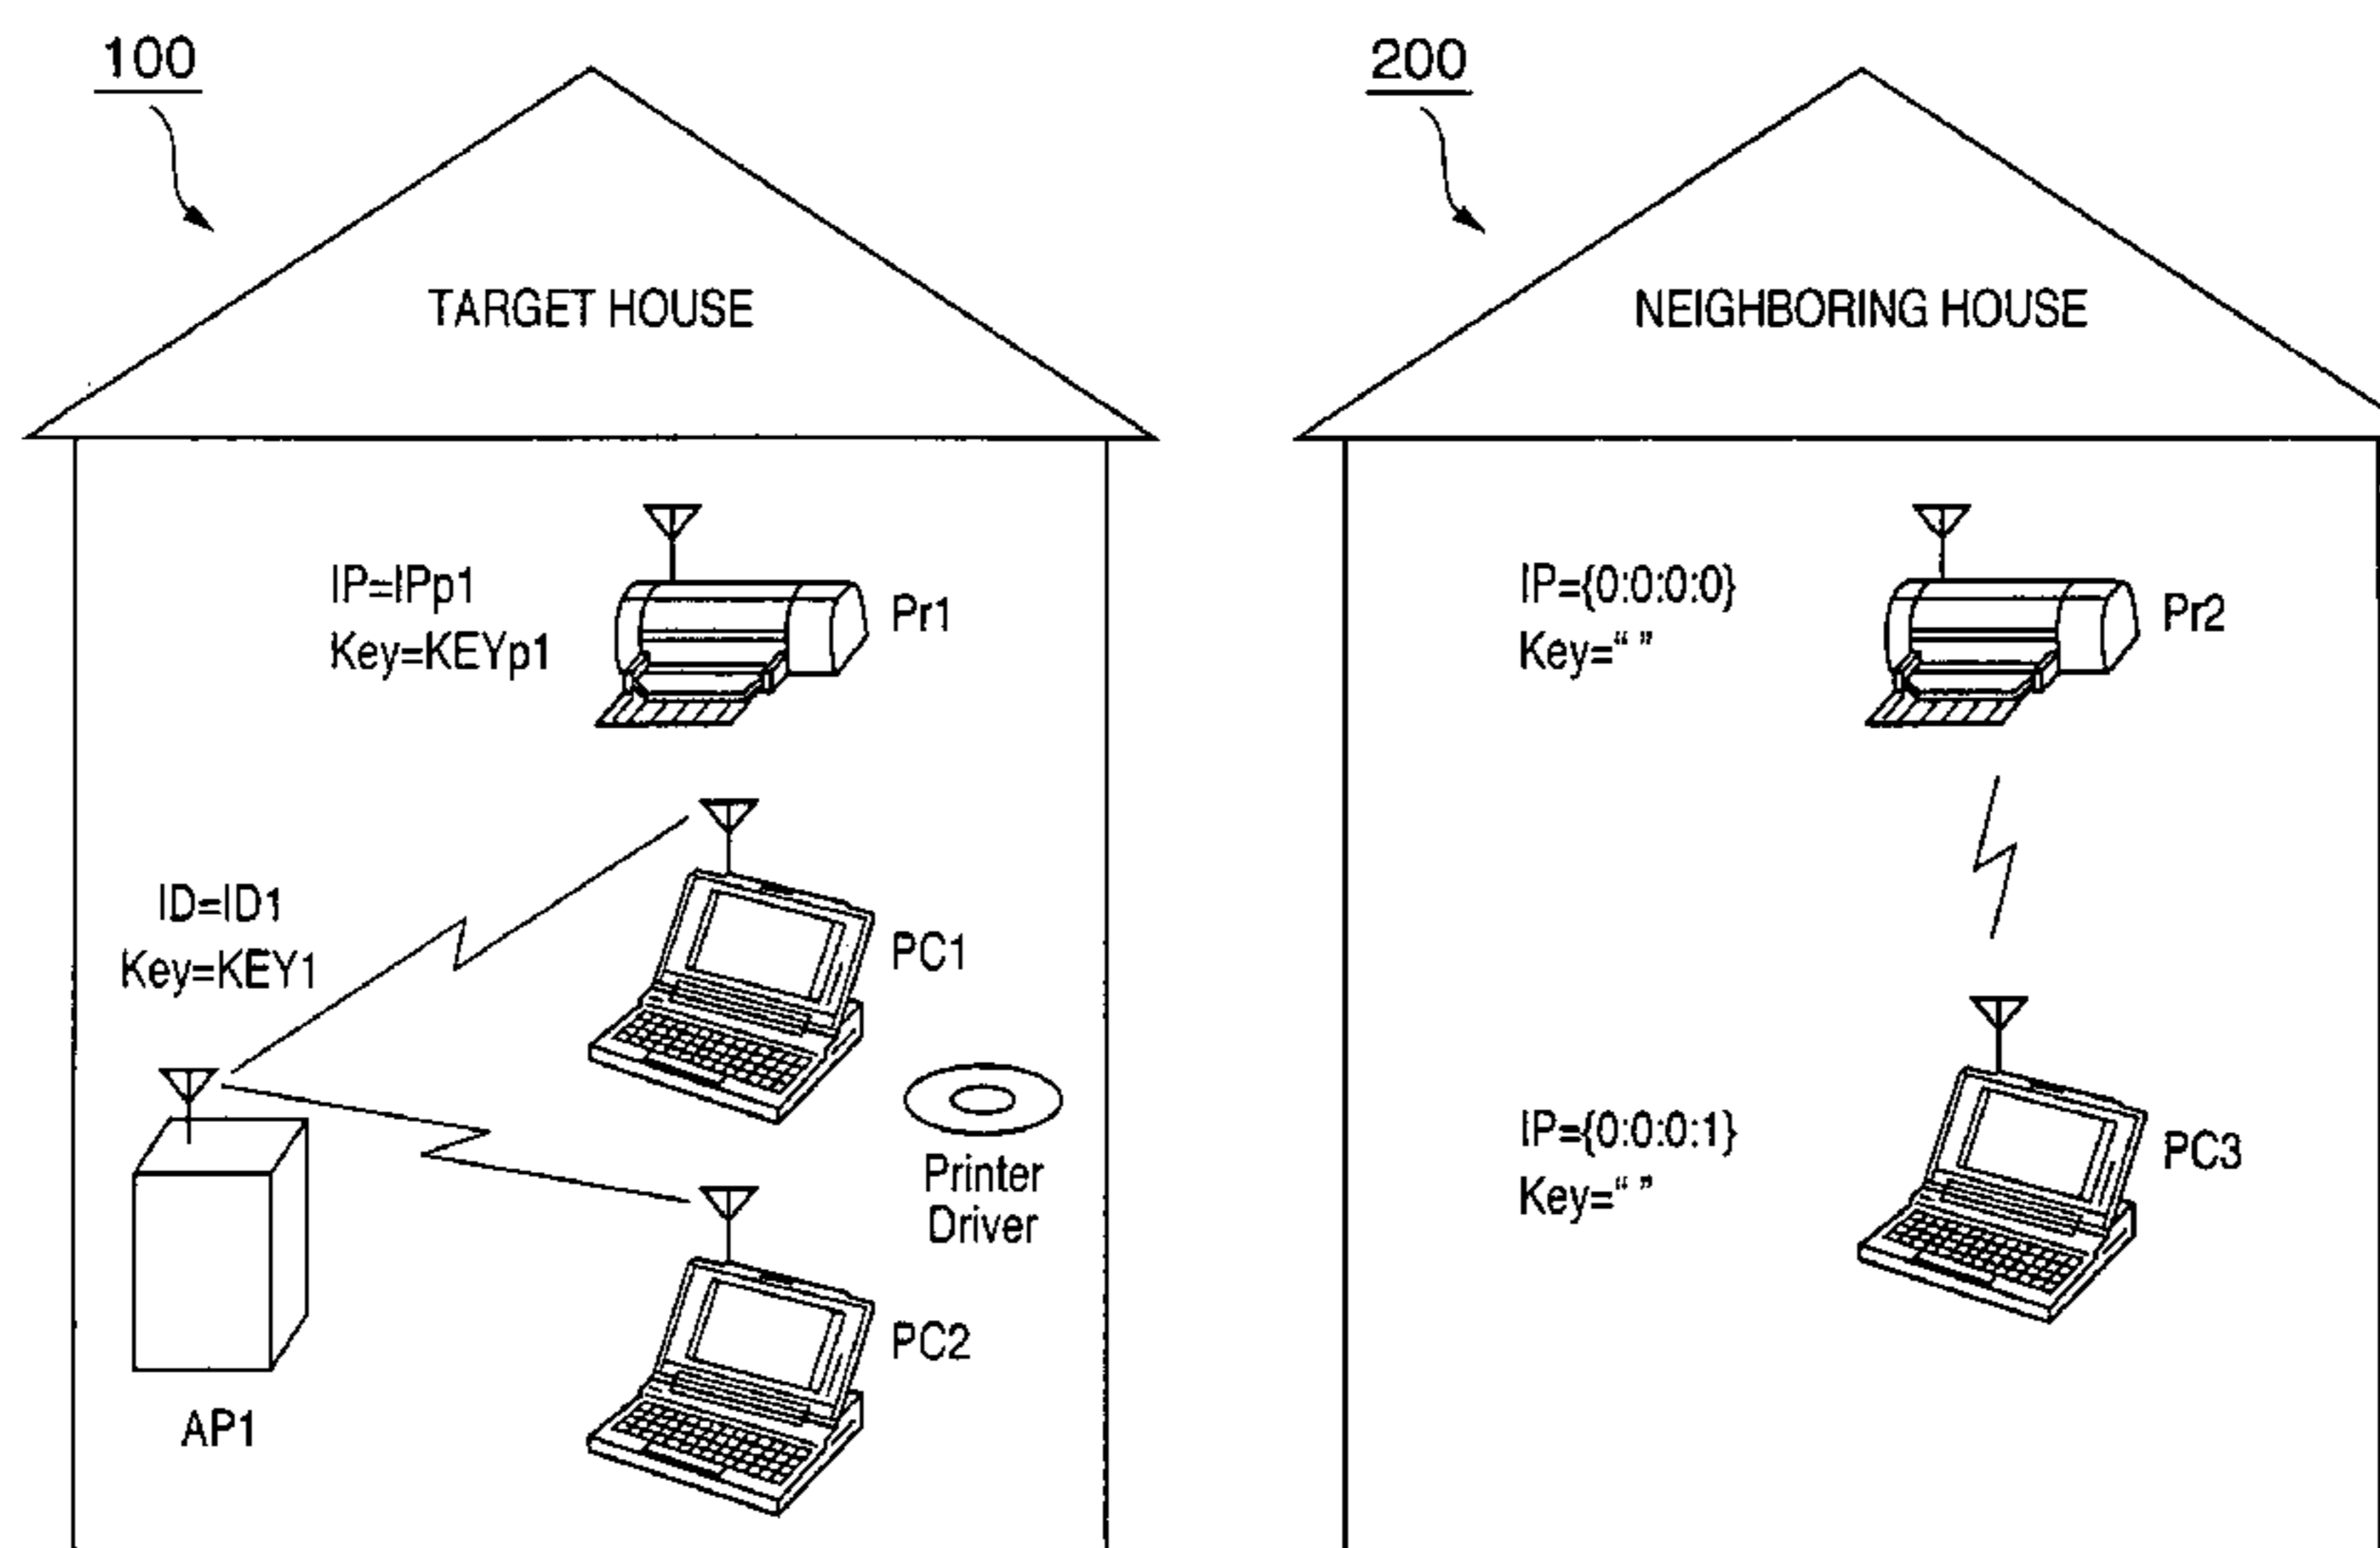 100
TARGET HOUSE
IP=IPp1
Key=KEYp1
Pr1
ID=ID1
Key=KEY1
PC1
Printer
Driver
PC2
AP1
200
NEIGHBORING HOUSE
IP={0:0:0:0}
Key=“ ”
Pr2
IP={0:0:0:1}
Key=“ ”
PC3